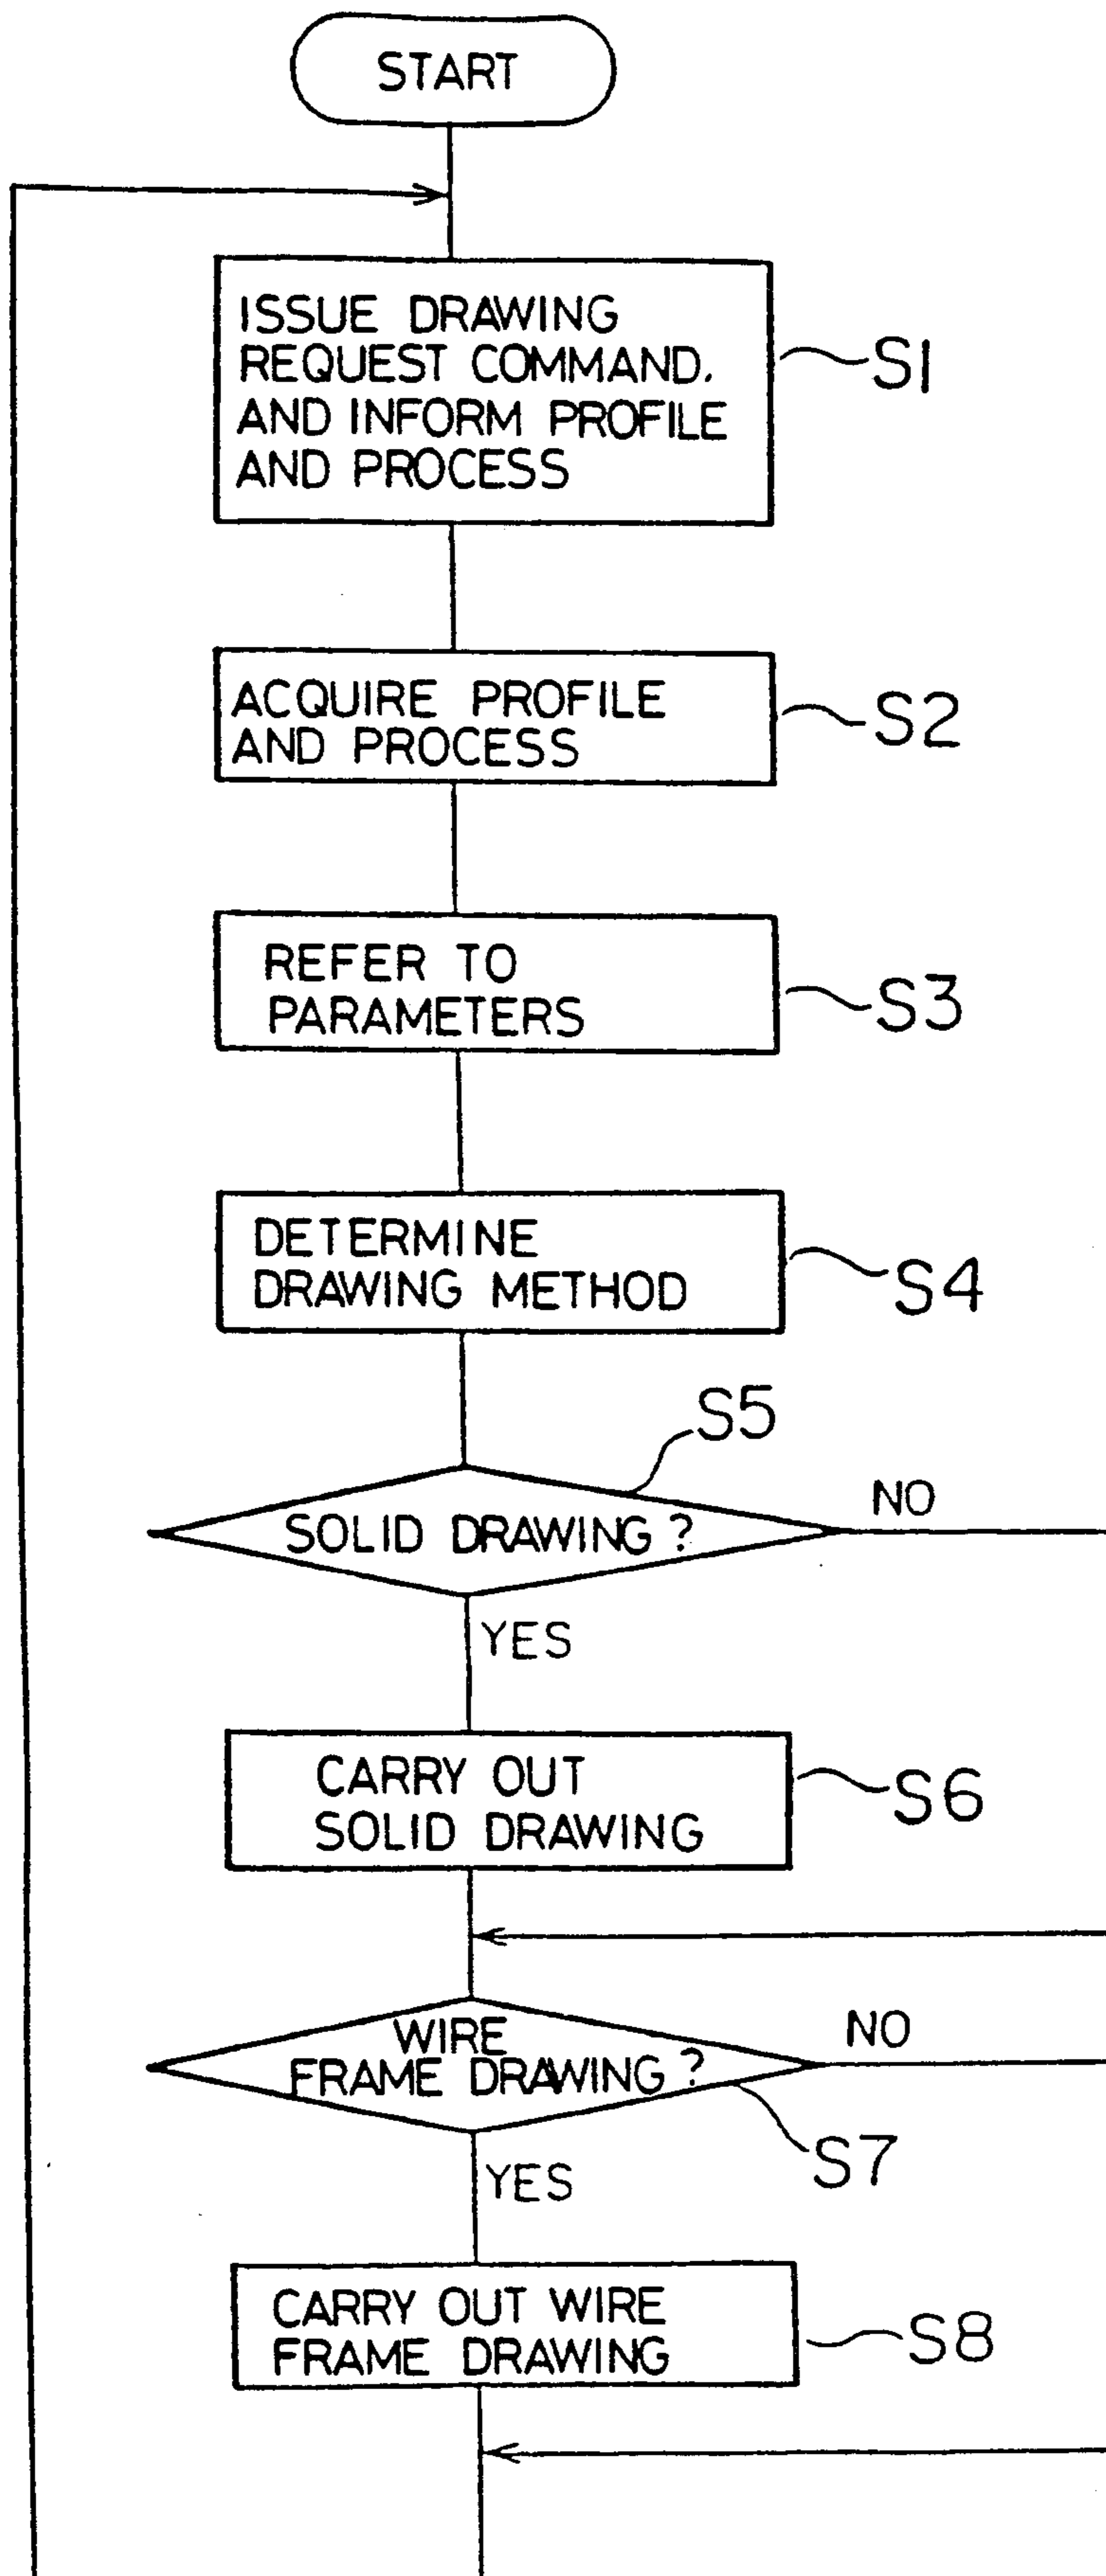 START
ISSUE DRAWING
REQUEST COMMAND.
AND INFORM PROFILE
AND PROCESS
S1
ACQUIRE PROFILE
AND PROCESS
S2
REFER TO
PARAMETERS
S3
DETERMINE
DRAWING METHOD
S4
S5
SOLID DRAWING?
NO
YES
CARRY OUT
SOLID DRAWING
S6
WIRE
FRAME DRAWING?
NO
S7
YES
CARRY OUT WIRE
FRAME DRAWING
S8